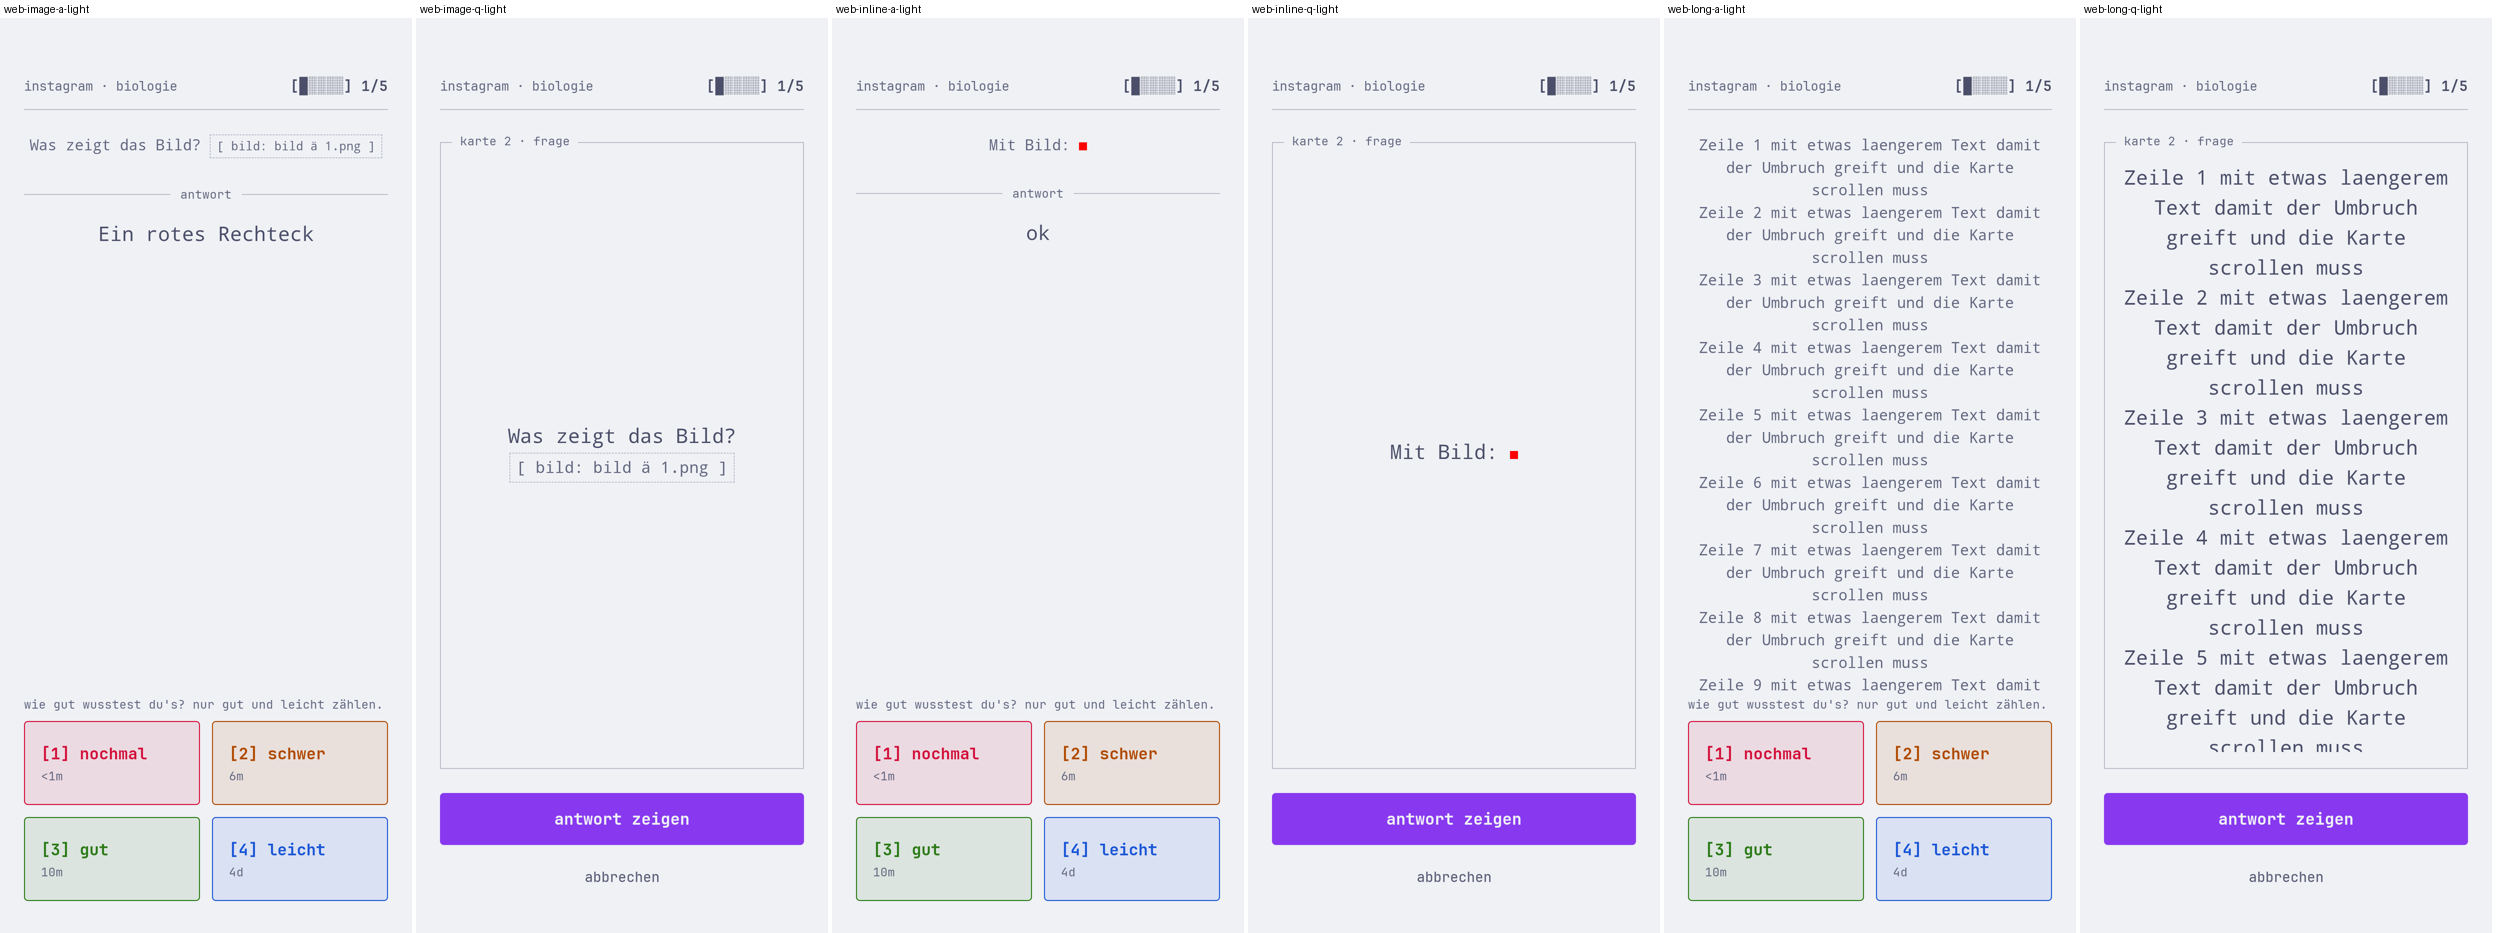 web-image-a-light
instagram · biologie
[█░░░░] 1/5
Was zeigt das Bild? [ bild: bild ä 1.png ]
antwort
Ein rotes Rechteck
wie gut wusstest du's? nur gut und leicht zählen.
[1] nochmal
<1m
[2] schwer
6m
[3] gut
10m
[4] leicht
4d
web-image-q-light
instagram · biologie
[█░░░░] 1/5
karte 2 · frage
Was zeigt das Bild?
[ bild: bild ä 1.png ]
antwort zeigen
abbrechen
web-inline-a-light
instagram · biologie
[█░░░░] 1/5
Mit Bild:
antwort
ok
wie gut wusstest du's? nur gut und leicht zählen.
[1] nochmal
<1m
[2] schwer
6m
[3] gut
10m
[4] leicht
4d
web-inline-q-light
instagram · biologie
[█░░░░] 1/5
karte 2 · frage
Mit Bild:
antwort zeigen
abbrechen
web-long-a-light
instagram · biologie
[█░░░░] 1/5
Zeile 1 mit etwas laengerem Text damit
der Umbruch greift und die Karte
scrollen muss
Zeile 2 mit etwas laengerem Text damit
der Umbruch greift und die Karte
scrollen muss
Zeile 3 mit etwas laengerem Text damit
der Umbruch greift und die Karte
scrollen muss
Zeile 4 mit etwas laengerem Text damit
der Umbruch greift und die Karte
scrollen muss
Zeile 5 mit etwas laengerem Text damit
der Umbruch greift und die Karte
scrollen muss
Zeile 6 mit etwas laengerem Text damit
der Umbruch greift und die Karte
scrollen muss
Zeile 7 mit etwas laengerem Text damit
der Umbruch greift und die Karte
scrollen muss
Zeile 8 mit etwas laengerem Text damit
der Umbruch greift und die Karte
scrollen muss
Zeile 9 mit etwas laengerem Text damit
wie gut wusstest du's? nur gut und leicht zählen.
[1] nochmal
<1m
[2] schwer
6m
[3] gut
10m
[4] leicht
4d
web-long-q-light
instagram · biologie
[█░░░░] 1/5
karte 2 · frage
Zeile 1 mit etwas laengerem
Text damit der Umbruch
greift und die Karte
scrollen muss
Zeile 2 mit etwas laengerem
Text damit der Umbruch
greift und die Karte
scrollen muss
Zeile 3 mit etwas laengerem
Text damit der Umbruch
greift und die Karte
scrollen muss
Zeile 4 mit etwas laengerem
Text damit der Umbruch
greift und die Karte
scrollen muss
Zeile 5 mit etwas laengerem
Text damit der Umbruch
greift und die Karte
scrollen muss
antwort zeigen
abbrechen